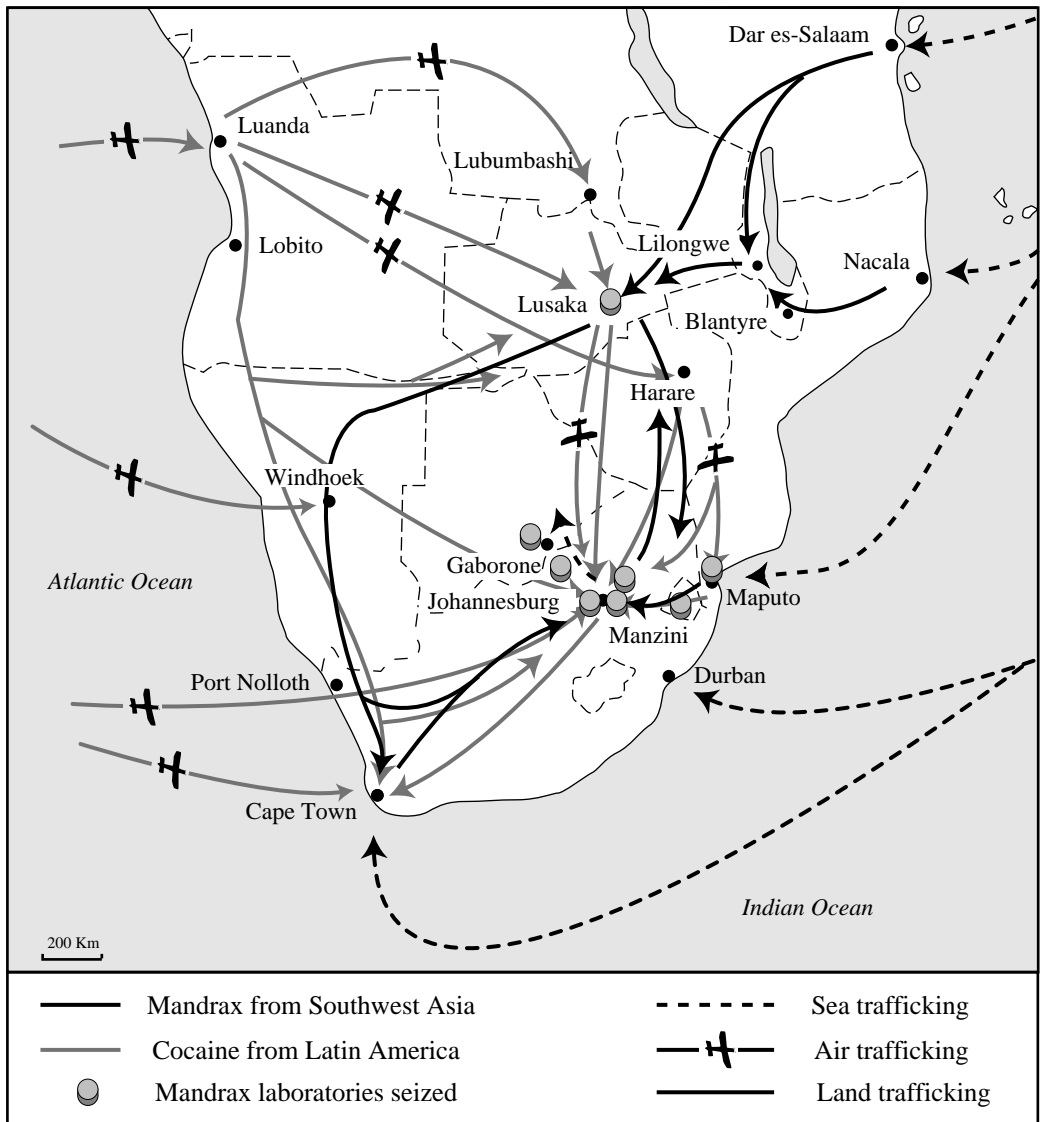 Dar es-Salaam
Luanda
Lubumbashi
Lobito
Lilongwe
Nacala
Lusaka
Blantyre
Harare
Windhoek
Gaborone
Atlantic Ocean
Johannesburg
Maputo
Manzini
Port Nolloth
Durban
Cape Town
Indian Ocean
200 Km
Mandrax from Southwest Asia
Sea trafficking
Cocaine from Latin America
Air trafficking
Mandrax laboratories seized
Land trafficking